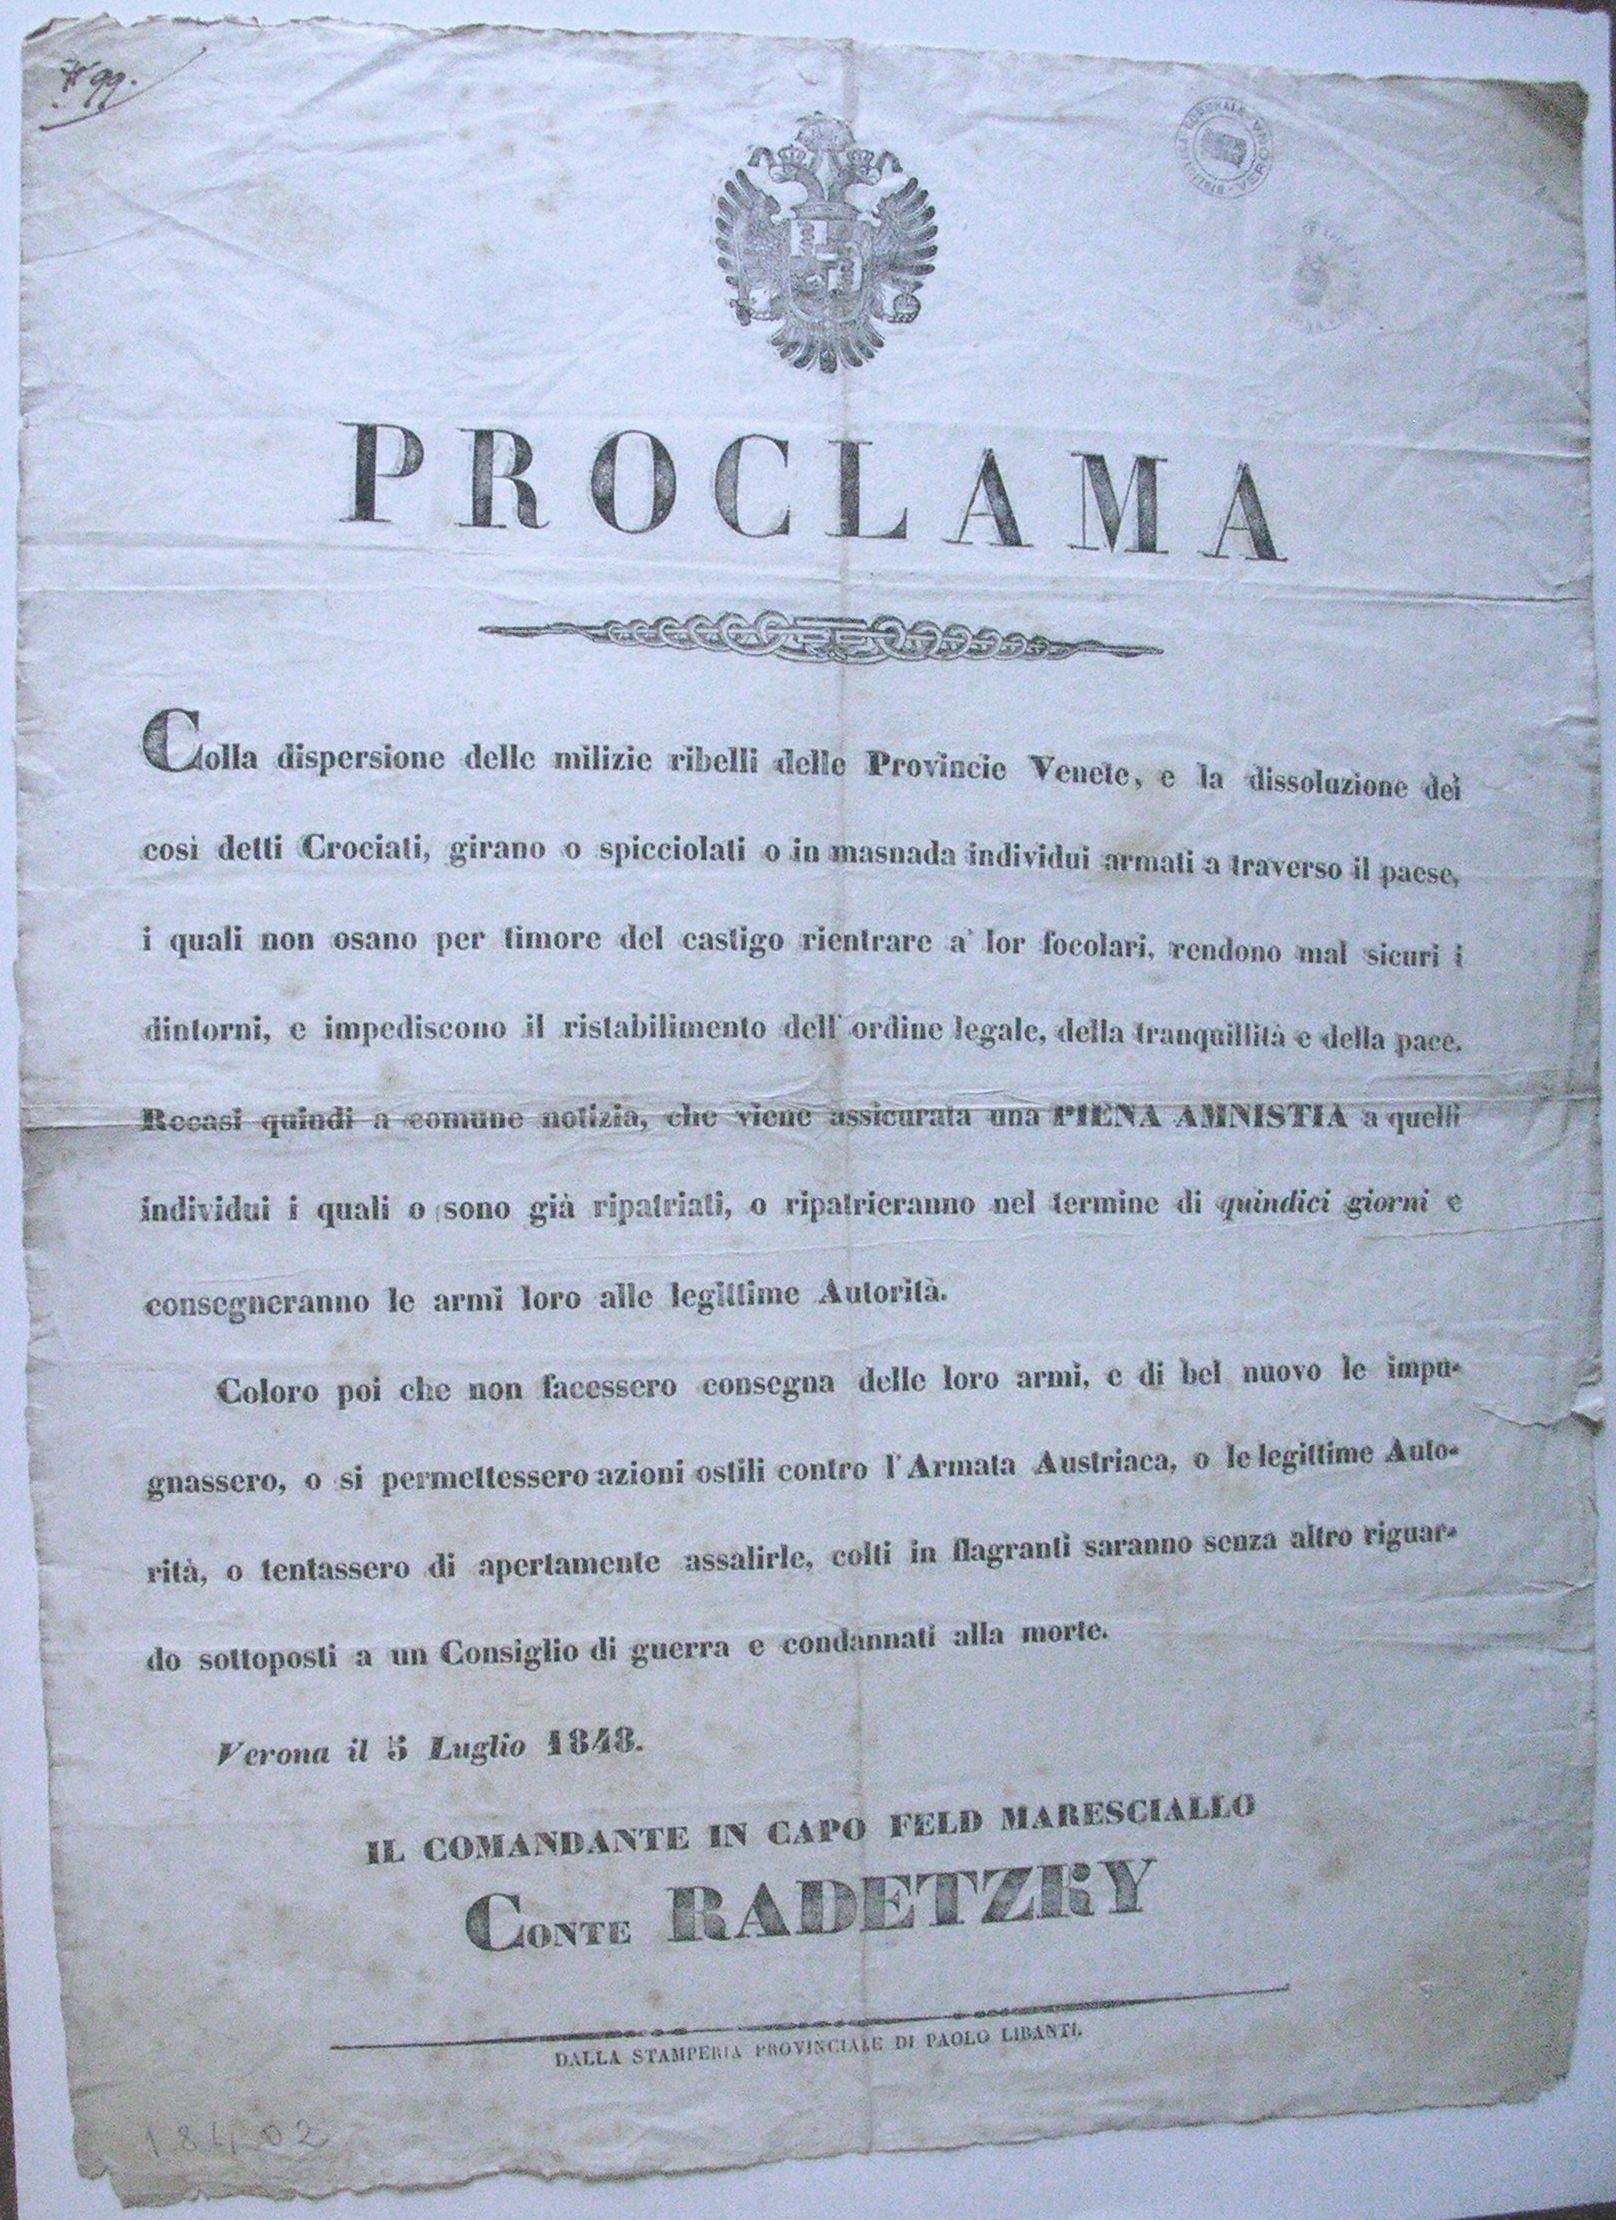 N.° 99.
BIBLIOTECA COMUNALE VERONA
PROCLAMA
Colla dispersione delle milizie ribelli delle Provincie Venete, e la dissoluzione dei
così detti Crociati, girano o spicciolati o in masnada individui armati a traverso il paese,
i quali non osano per timore del castigo rientrare a' lor focolari, rendono mal sicuri i
dintorni, e impediscono il ristabilimento dell'ordine legale, della tranquillità e della pace.
Recasi quindi a comune notizia, che viene assicurata una PIENA AMNISTIA a quelli
individui i quali o sono già ripatriati, o ripatrieranno nel termine di quindici giorni e
consegneranno le armi loro alle legittime Autorità.
Coloro poi che non facessero consegna delle loro armi, e di bel nuovo le impu-
gnassero, o si permettessero azioni ostili contro l'Armata Austriaca, o le legittime Auto-
rità, o tentassero di apertamente assalirle, colti in flagranti saranno senza altro riguar-
do sottoposti a un Consiglio di guerra e condannati alla morte.
Verona il 5 Luglio 1848.
IL COMANDANTE IN CAPO FELD MARESCIALLO
CONTE RADETZKY
DALLA STAMPERIA PROVINCIALE DI PAOLO LIBANTI.